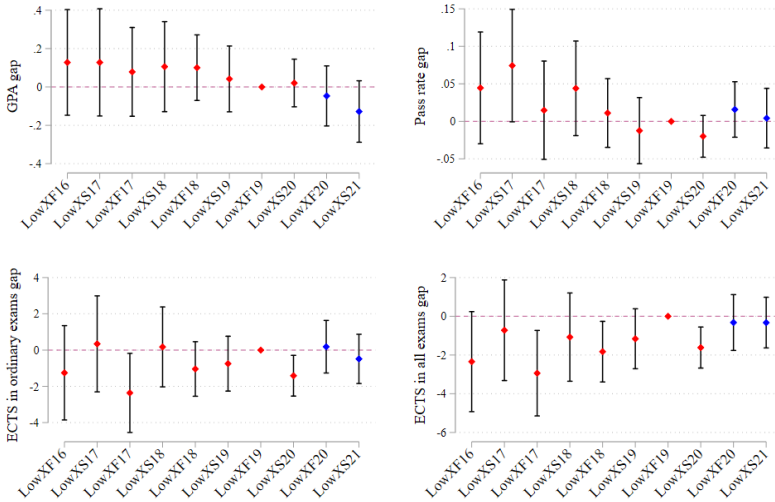 GPA gap
.4
.2
0
-.2
-.4
LowXF16 LowXS17 LowXF17 LowXS18 LowXF18 LowXS19 LowXF19 LowXS20 LowXF20 LowXS21
Pass rate gap
.15
.1
.05
0
-.05
LowXF16 LowXS17 LowXF17 LowXS18 LowXF18 LowXS19 LowXF19 LowXS20 LowXF20 LowXS21
ECTS in ordinary exams gap
4
2
0
-2
-4
LowXF16 LowXS17 LowXF17 LowXS18 LowXF18 LowXS19 LowXF19 LowXS20 LowXF20 LowXS21
ECTS in all exams gap
2
0
-2
-4
-6
LowXF16 LowXS17 LowXF17 LowXS18 LowXF18 LowXS19 LowXF19 LowXS20 LowXF20 LowXS21